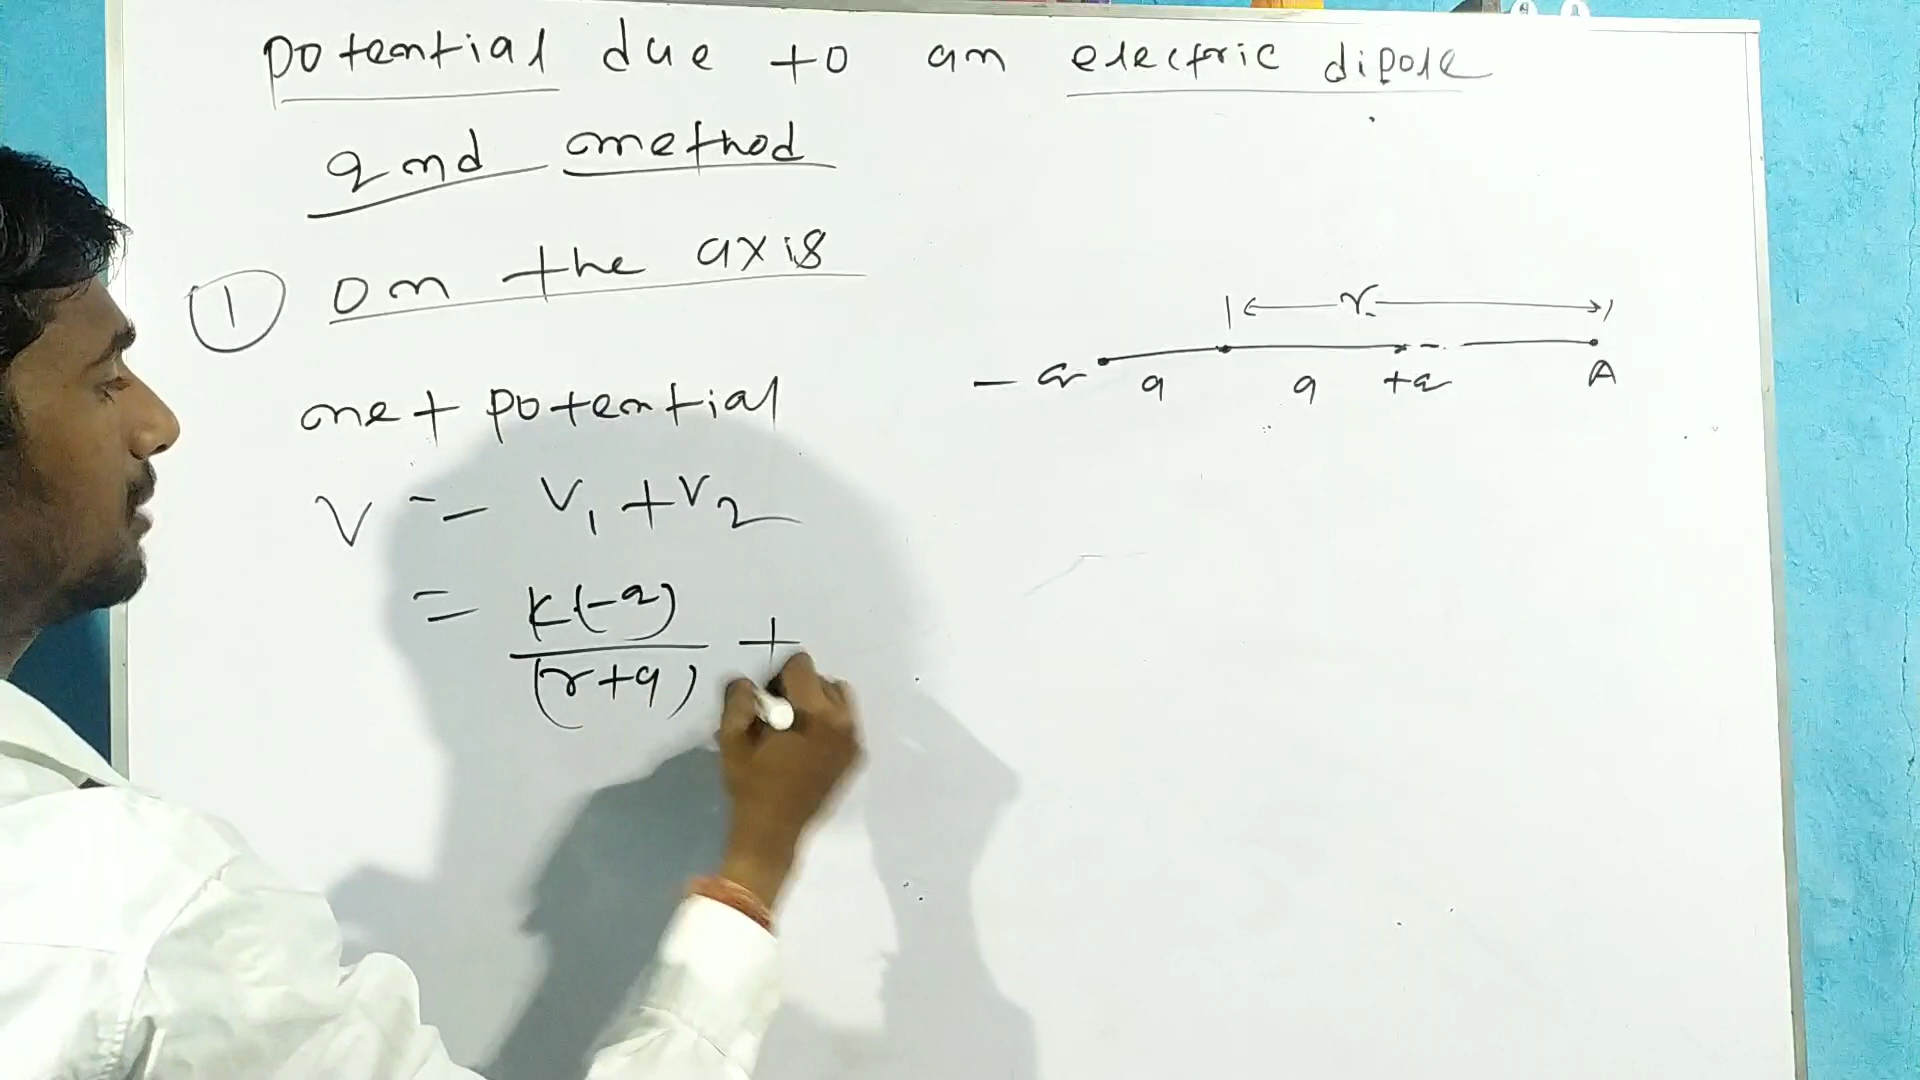 potential due to an electric dipole
2nd method
1 on the axis
net potential
V = V1 + V2
= K(-q)/(r+a) +
r
-q a a +q A